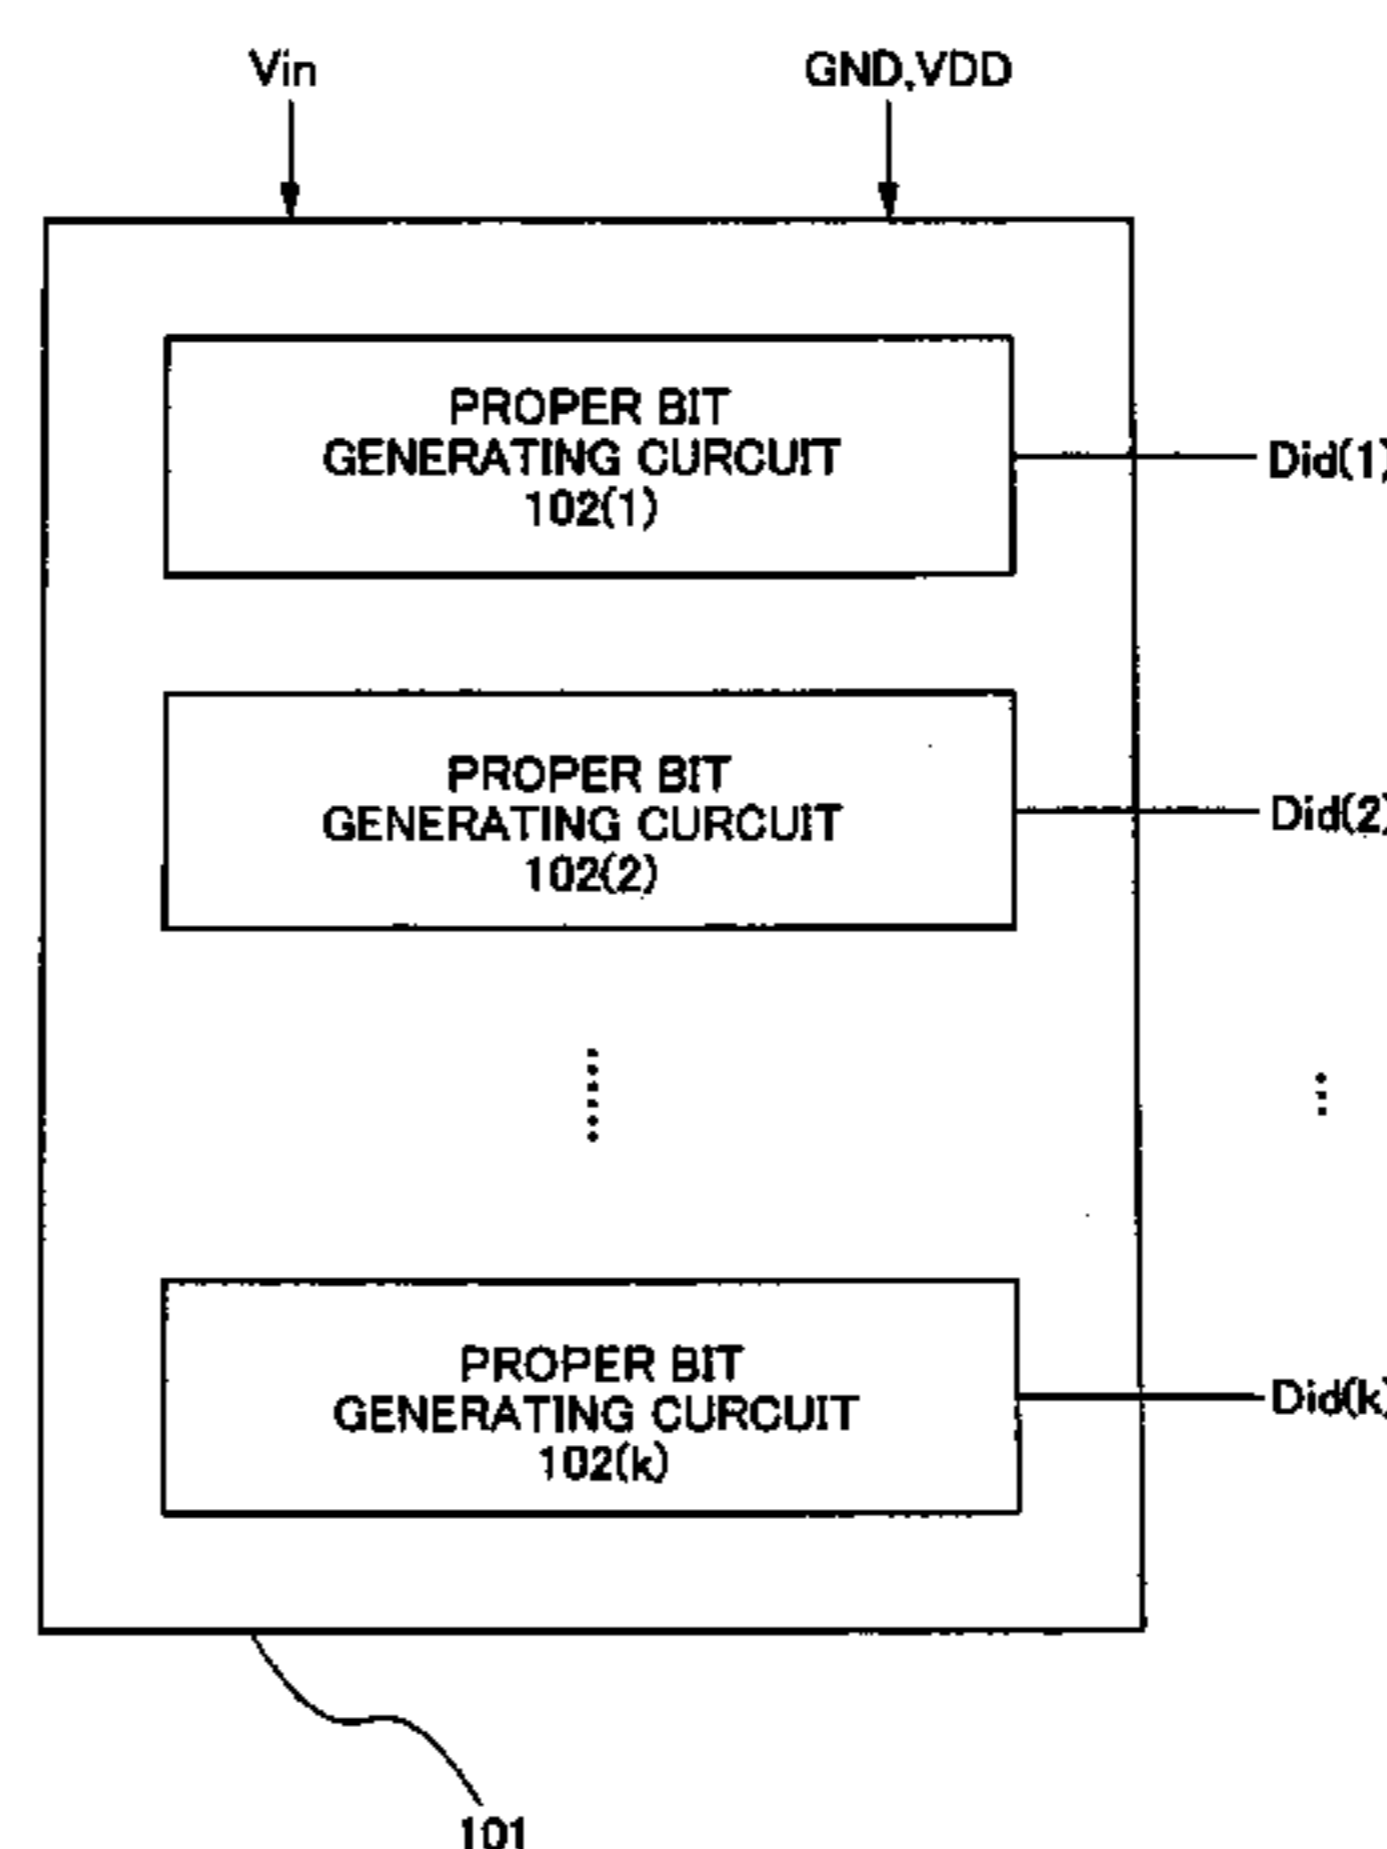 Vin
GND,VDD
PROPER BIT
GENERATING CURCUIT
102(1)
Did(1)
PROPER BIT
GENERATING CURCUIT
102(2)
Did(2)
PROPER BIT
GENERATING CURCUIT
102(k)
Did(k)
101